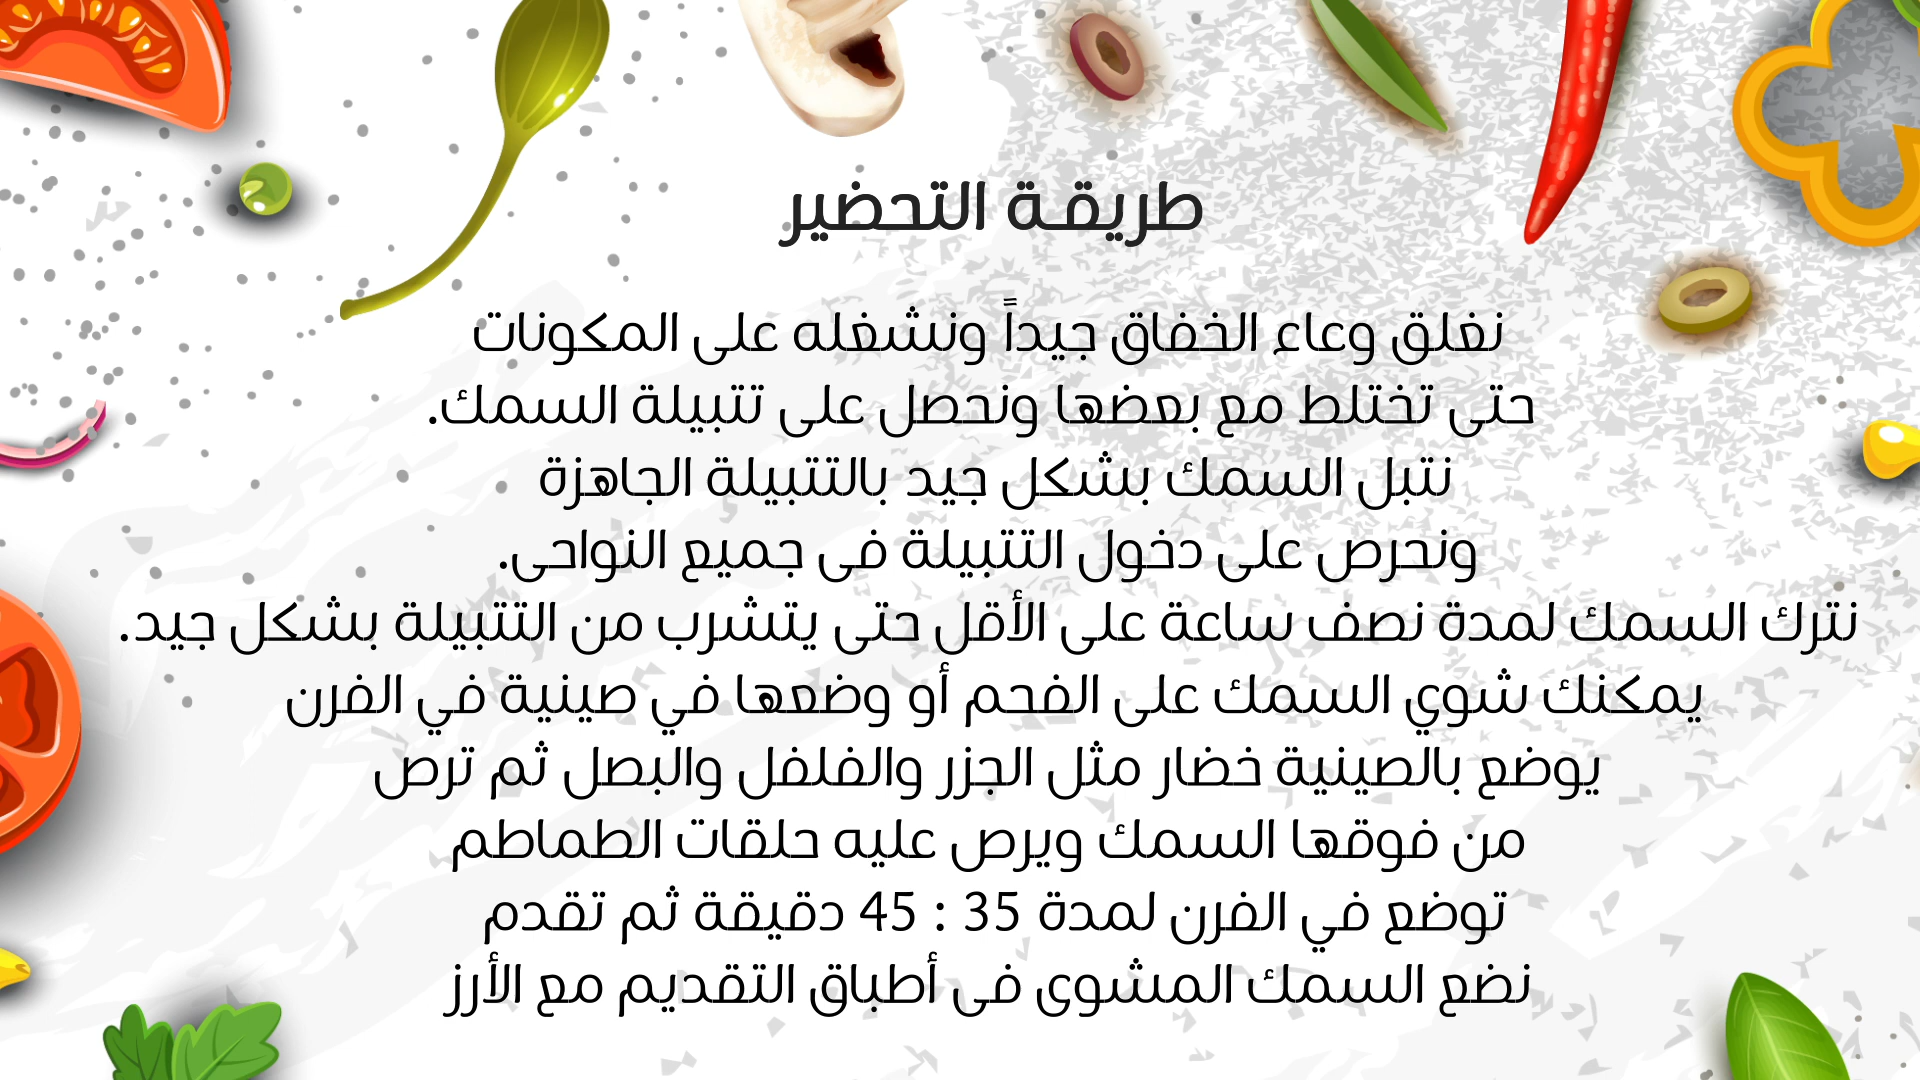 طريقة التحضير
نغلق وعاء الخفاق جيداً ونشغله على المكونات
حتى تختلط مع بعضها ونحصل على تتبيلة السمك.
نتبل السمك بشكل جيد بالتتبيلة الجاهزة
ونحرص على دخول التتبيلة فى جميع النواحى.
نترك السمك لمدة نصف ساعة على الأقل حتى يتشرب من التتبيلة بشكل جيد.
يمكنك شوي السمك على الفحم أو وضعها في صينية في الفرن
يوضع بالصينية خضار مثل الجزر والفلفل والبصل ثم ترص
من فوقها السمك ويرص عليه حلقات الطماطم
توضع في الفرن لمدة 35 : 45 دقيقة ثم تقدم
نضع السمك المشوى فى أطباق التقديم مع الأرز